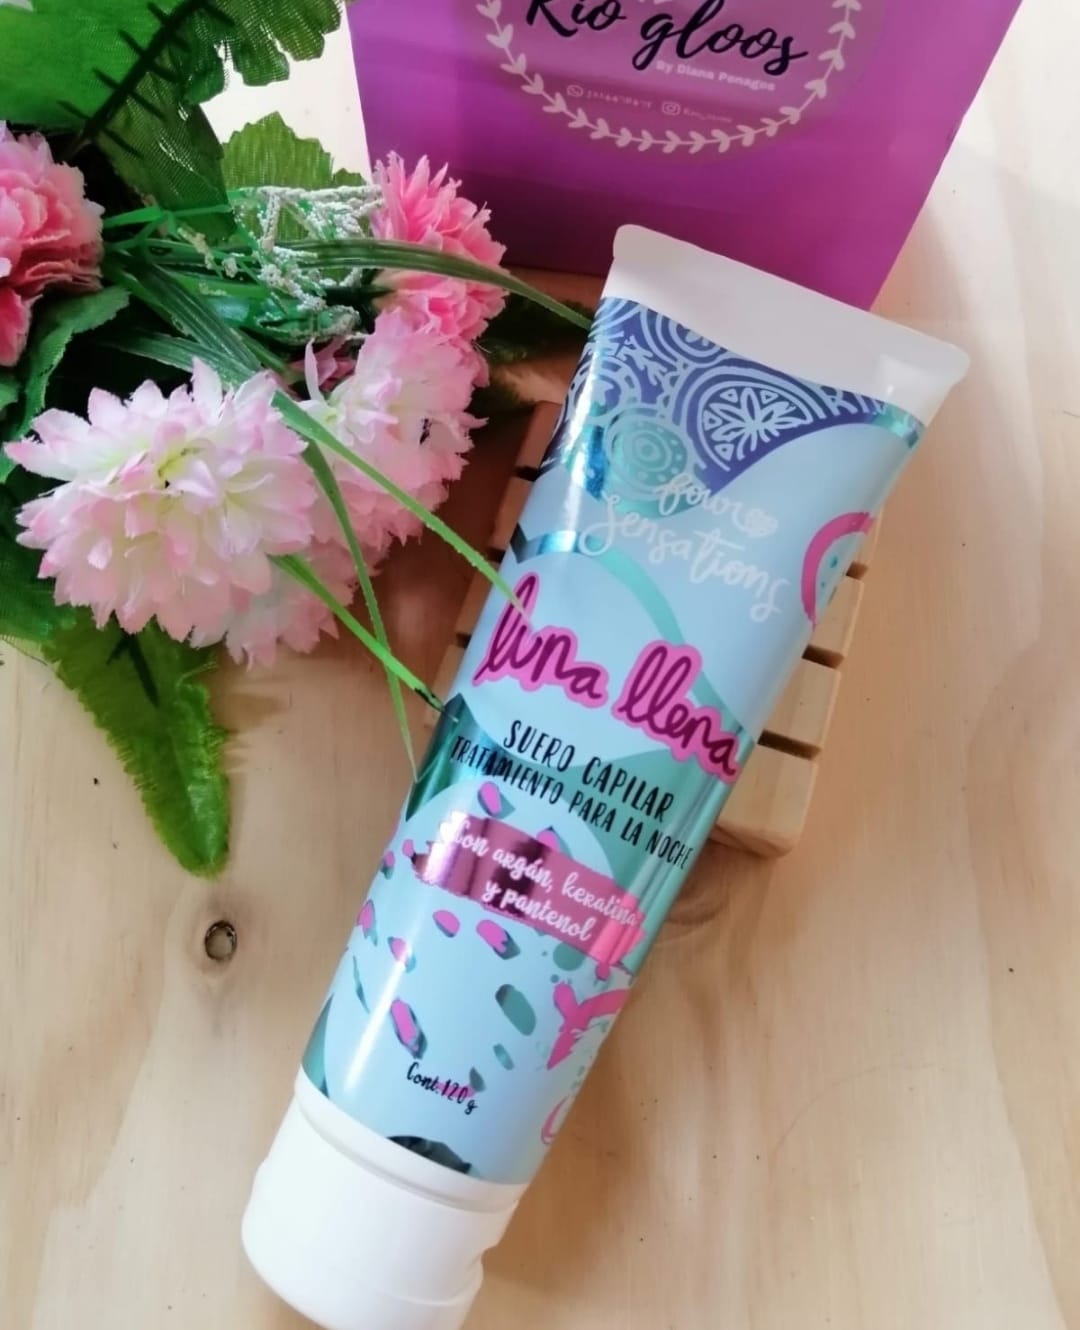 Kio gloos
By Diana Penagos
four
sensations
luna llena
SUERO CAPILAR
TRATAMIENTO PARA LA NOCHE
Con argán, keratina
y pantenol
Cont. 120 g